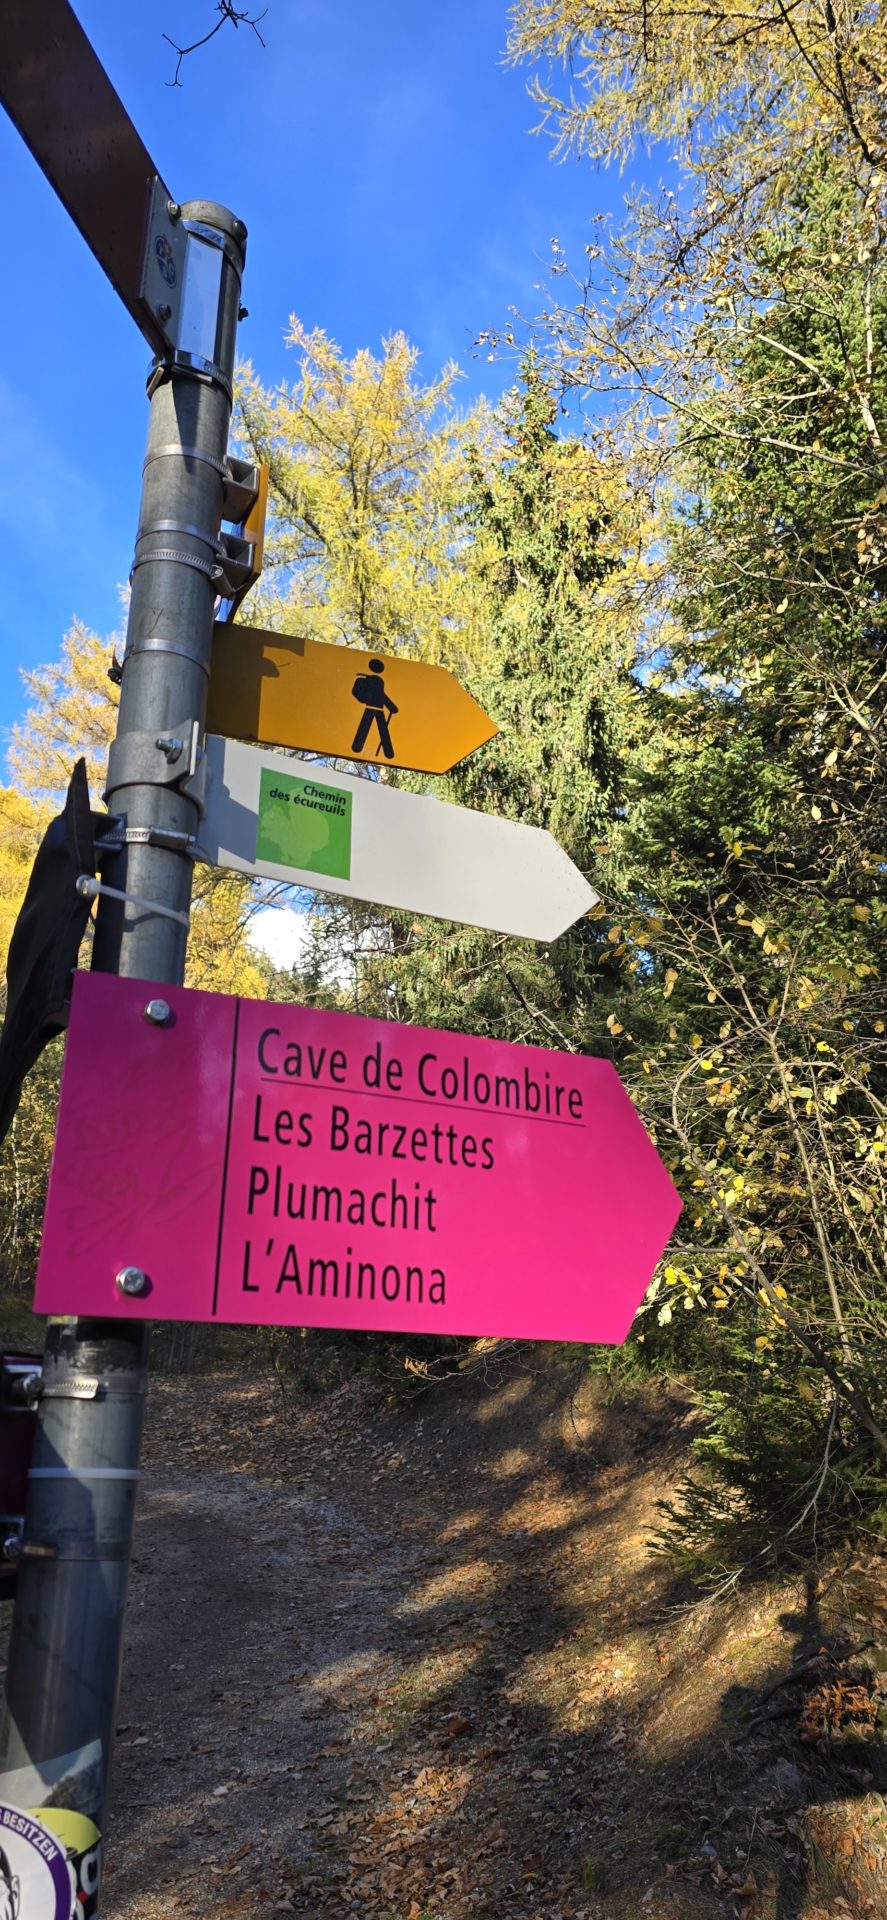 Chemin
des écureuils
Cave de Colombire
Les Barzettes
Plumachit
L'Aminona
BESITZEN